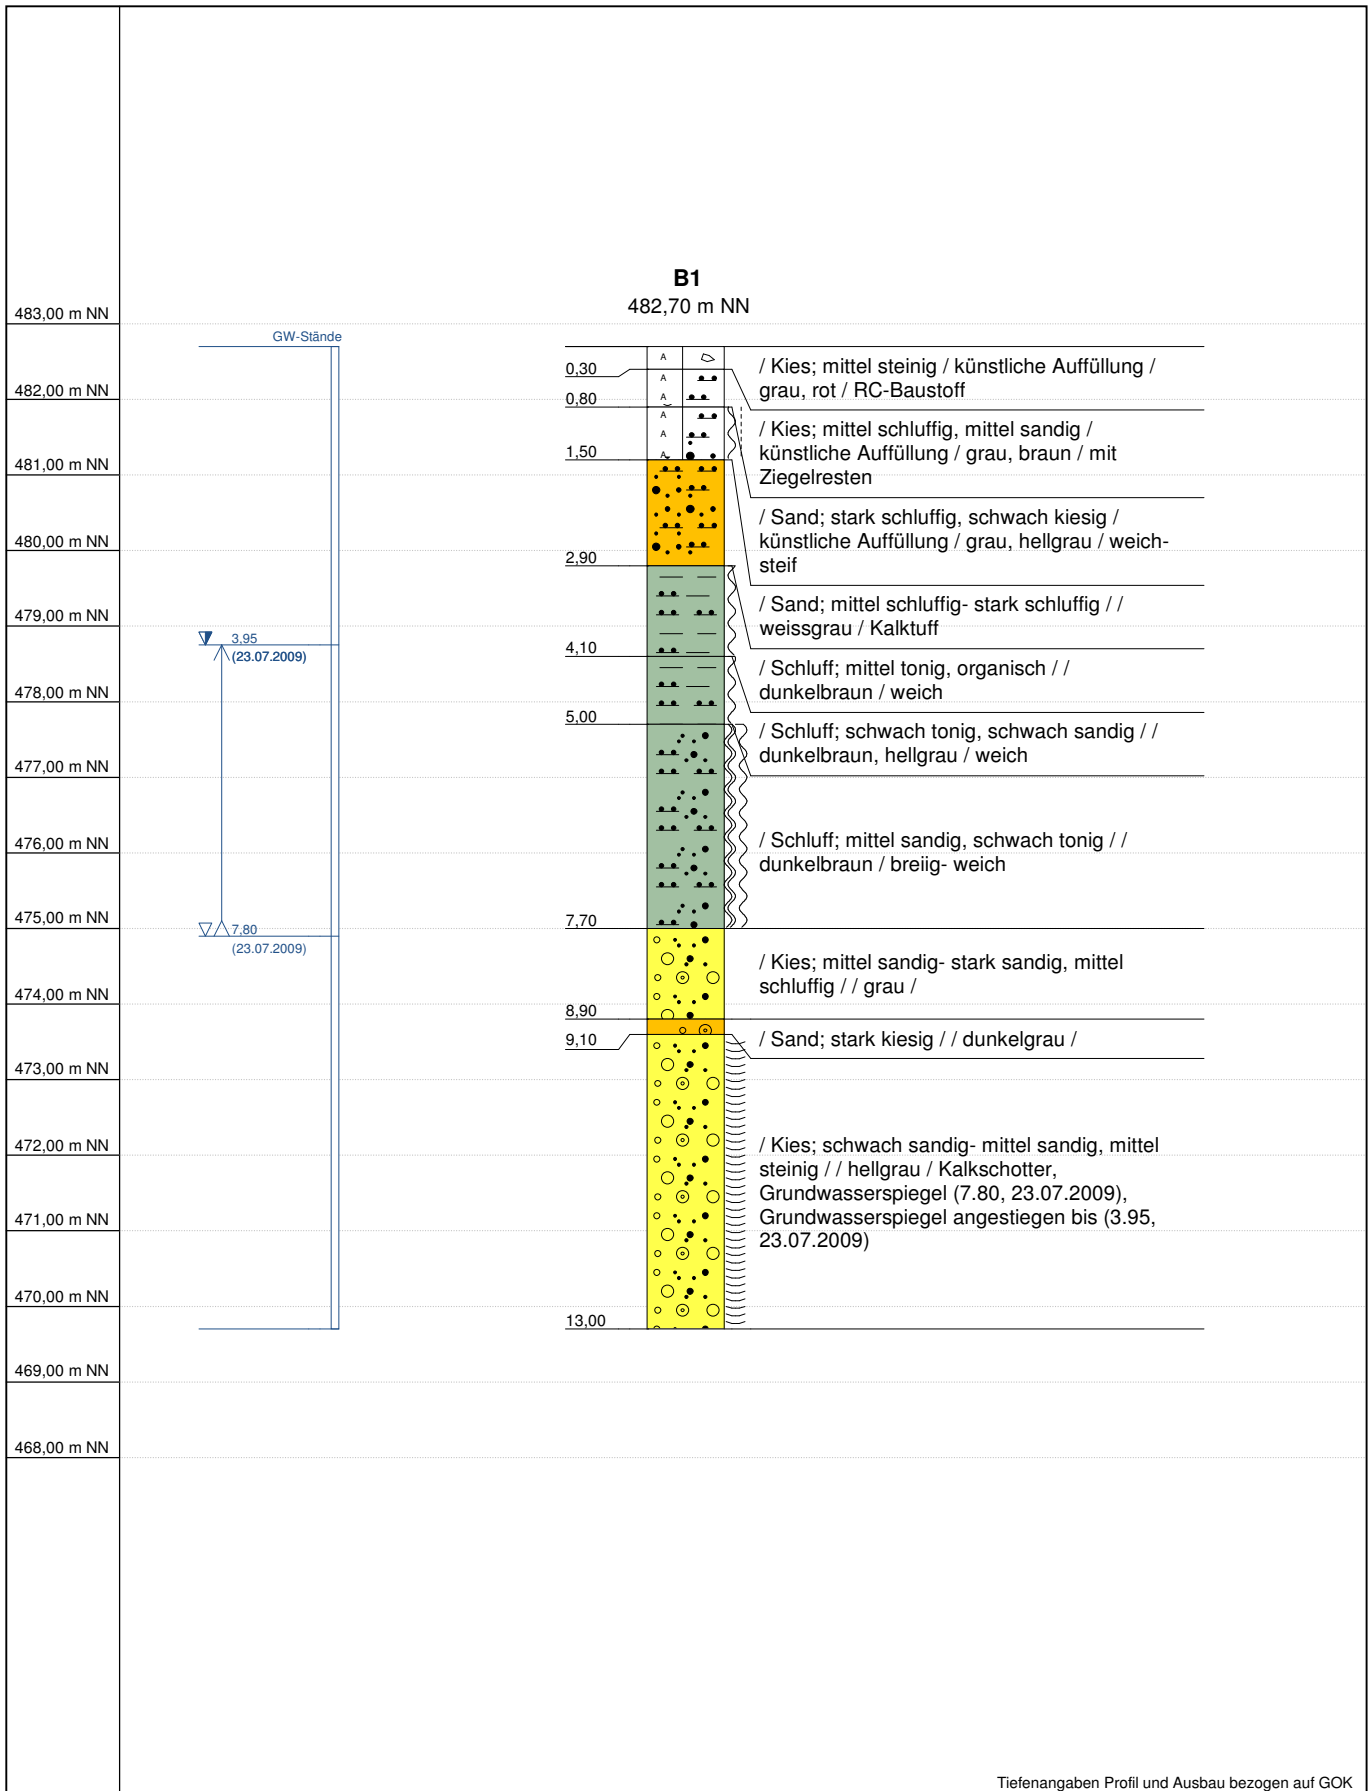 B1
482,70 m NN
483,00 m NN
482,00 m NN
481,00 m NN
480,00 m NN
479,00 m NN
478,00 m NN
477,00 m NN
476,00 m NN
475,00 m NN
474,00 m NN
473,00 m NN
472,00 m NN
471,00 m NN
470,00 m NN
469,00 m NN
468,00 m NN
GW-Stände
3,95
(23.07.2009)
7,80
(23.07.2009)
0,30
0,80
1,50
2,90
4,10
5,00
7,70
8,90
9,10
13,00
A
A
A
A
A
A
/ Kies; mittel steinig / künstliche Auffüllung /
grau, rot / RC-Baustoff
/ Kies; mittel schluffig, mittel sandig /
künstliche Auffüllung / grau, braun / mit
Ziegelresten
/ Sand; stark schluffig, schwach kiesig /
künstliche Auffüllung / grau, hellgrau / weich-
steif
/ Sand; mittel schluffig- stark schluffig / /
weissgrau / Kalktuff
/ Schluff; mittel tonig, organisch / /
dunkelbraun / weich
/ Schluff; schwach tonig, schwach sandig / /
dunkelbraun, hellgrau / weich
/ Schluff; mittel sandig, schwach tonig / /
dunkelbraun / breiig- weich
/ Kies; mittel sandig- stark sandig, mittel
schluffig / / grau /
/ Sand; stark kiesig / / dunkelgrau /
/ Kies; schwach sandig- mittel sandig, mittel
steinig / / hellgrau / Kalkschotter,
Grundwasserspiegel (7.80, 23.07.2009),
Grundwasserspiegel angestiegen bis (3.95,
23.07.2009)
Tiefenangaben Profil und Ausbau bezogen auf GOK